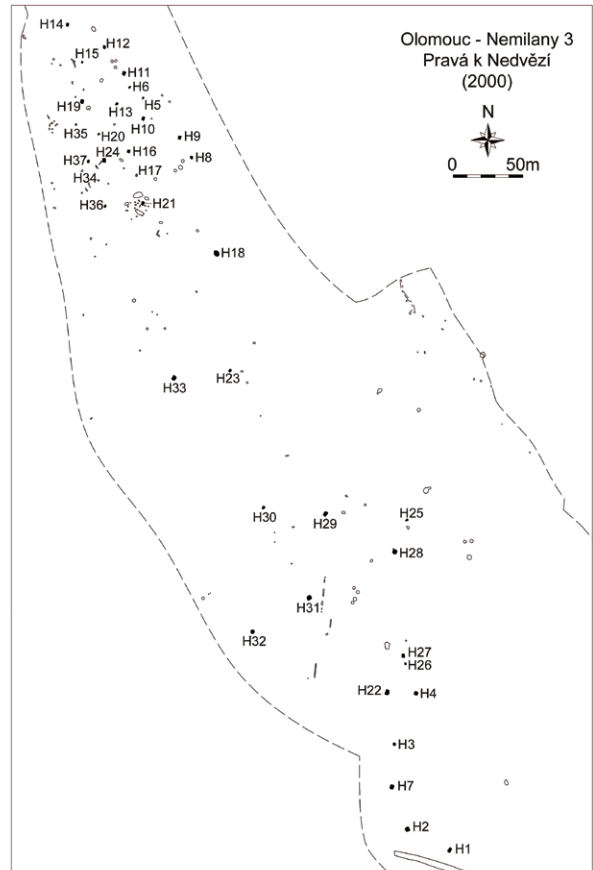 Olomouc - Nemilany 3
Pravá k Nedvězí
(2000)
N
0 50m
H14
H12
H15
H11
H6
H19
H5
H13
H10
H35
H20
H9
H24
H16
H8
H37
H17
H34
H36
H21
H18
H23
H33
H30
H29
H25
H28
H31
H32
H27
H26
H22
H4
H3
H7
H2
H1